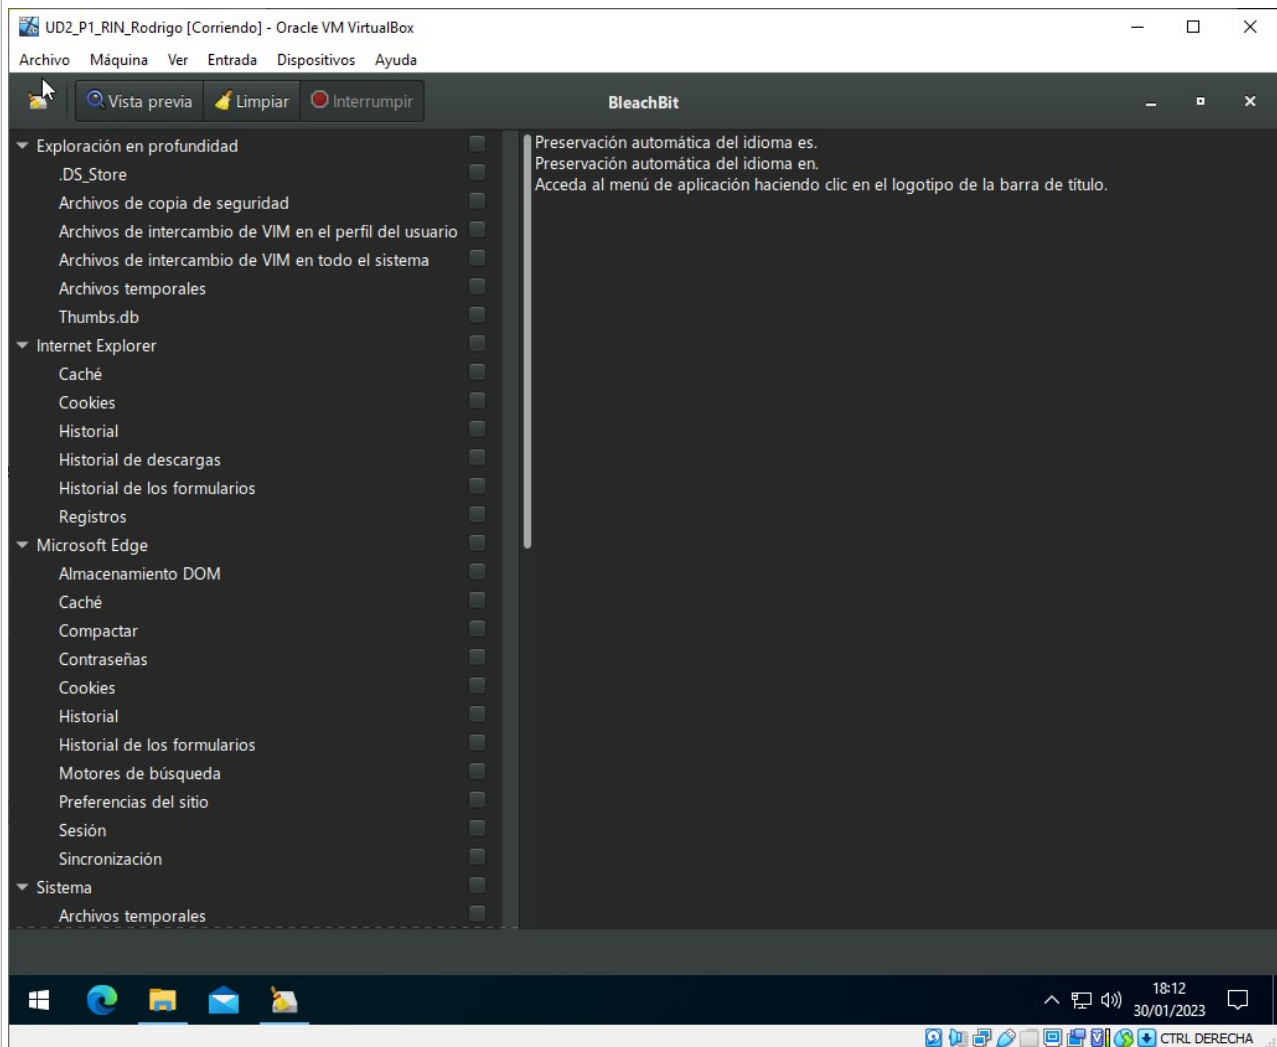 UD2_P1_RIN_Rodrigo [Corriendo] - Oracle VM VirtualBox
Archivo Máquina Ver Entrada Dispositivos Ayuda
Vista previa Limpiar Interrumpir BleachBit
Exploración en profundidad
.DS_Store
Archivos de copia de seguridad
Archivos de intercambio de VIM en el perfil del usuario
Archivos de intercambio de VIM en todo el sistema
Archivos temporales
Thumbs.db
Internet Explorer
Caché
Cookies
Historial
Historial de descargas
Historial de los formularios
Registros
Microsoft Edge
Almacenamiento DOM
Caché
Compactar
Contraseñas
Cookies
Historial
Historial de los formularios
Motores de búsqueda
Preferencias del sitio
Sesión
Sincronización
Sistema
Archivos temporales
Preservación automática del idioma es.
Preservación automática del idioma en.
Acceda al menú de aplicación haciendo clic en el logotipo de la barra de título.
18:12
30/01/2023
CTRL DERECHA